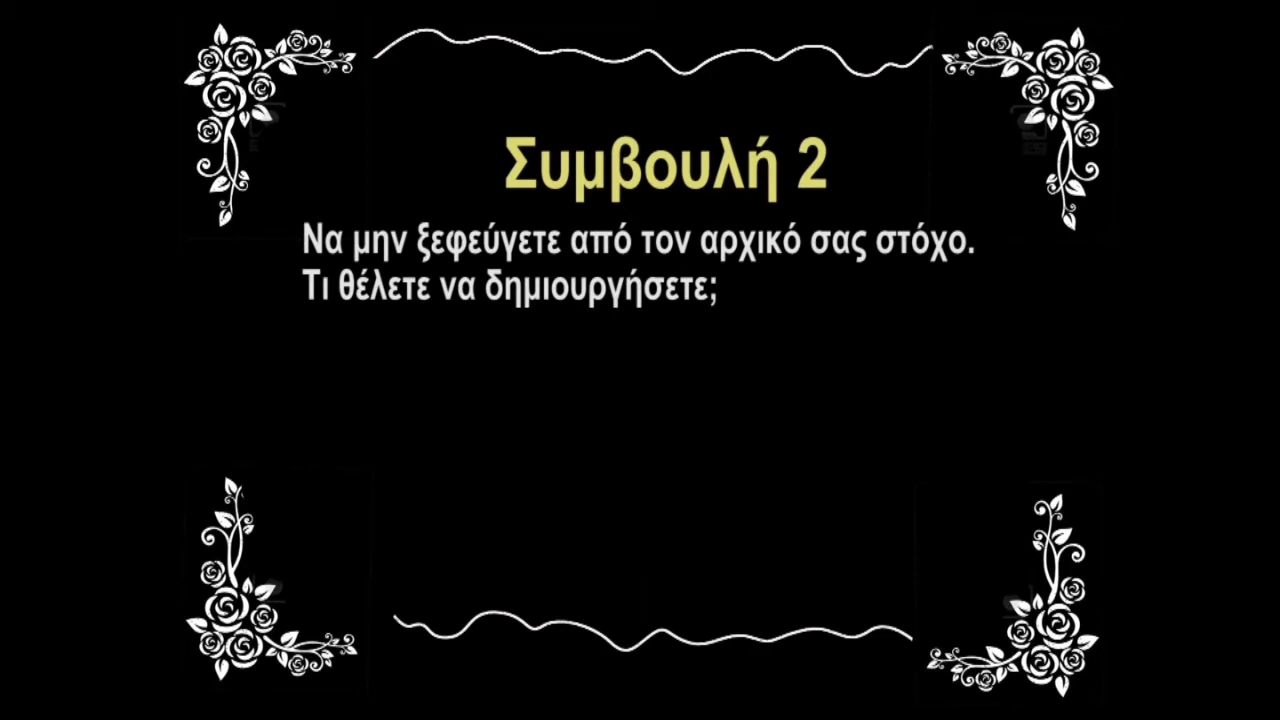 Συμβουλή 2
Να μην ξεφεύγετε από τον αρχικό σας στόχο.
Τι θέλετε να δημιουργήσετε;